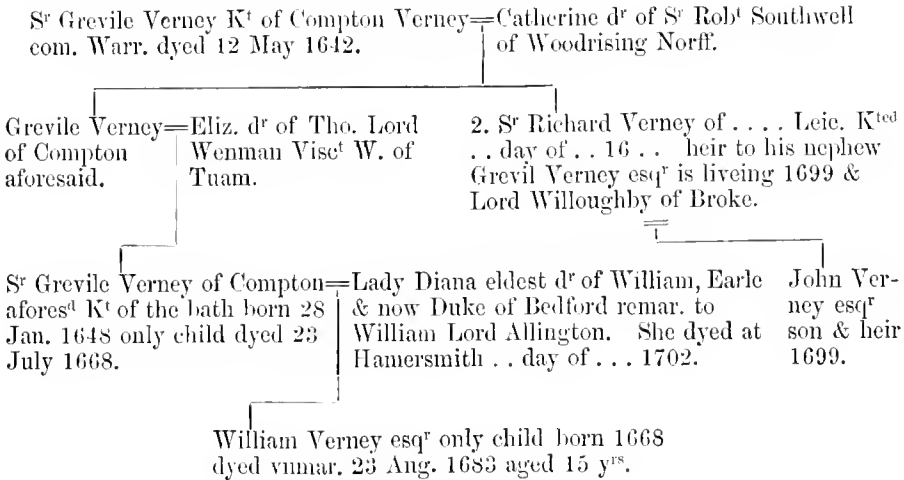 Sʳ Grevile Verney Kᵗ of Compton Verney=Catherine dʳ of Sʳ Robᵗ Southwell
com. Warr. dyed 12 May 1642.
of Woodrising Norff.
Grevile Verney=Eliz. dʳ of Tho. Lord
of Compton
Wenman Viscᵗ W. of
aforesaid.
Tuam.
2. Sʳ Richard Verney of . . . . Leic. Kᵗᵉᵈ
. . day of . . 16 . . heir to his nephew
Grevil Verney esqʳ is liveing 1699 &
Lord Willoughby of Broke.
Sʳ Grevile Verney of Compton=Lady Diana eldest dʳ of William, Earle
aforesᵈ Kᵗ of the bath born 28
& now Duke of Bedford remar. to
Jan. 1648 only child dyed 23
William Lord Allington. She dyed at
July 1668.
Hamersmith . . day of . . . 1702.
John Ver-
ney esqʳ
son & heir
1699.
William Verney esqʳ only child born 1668
dyed vnmar. 23 Aug. 1683 aged 15 yʳˢ.